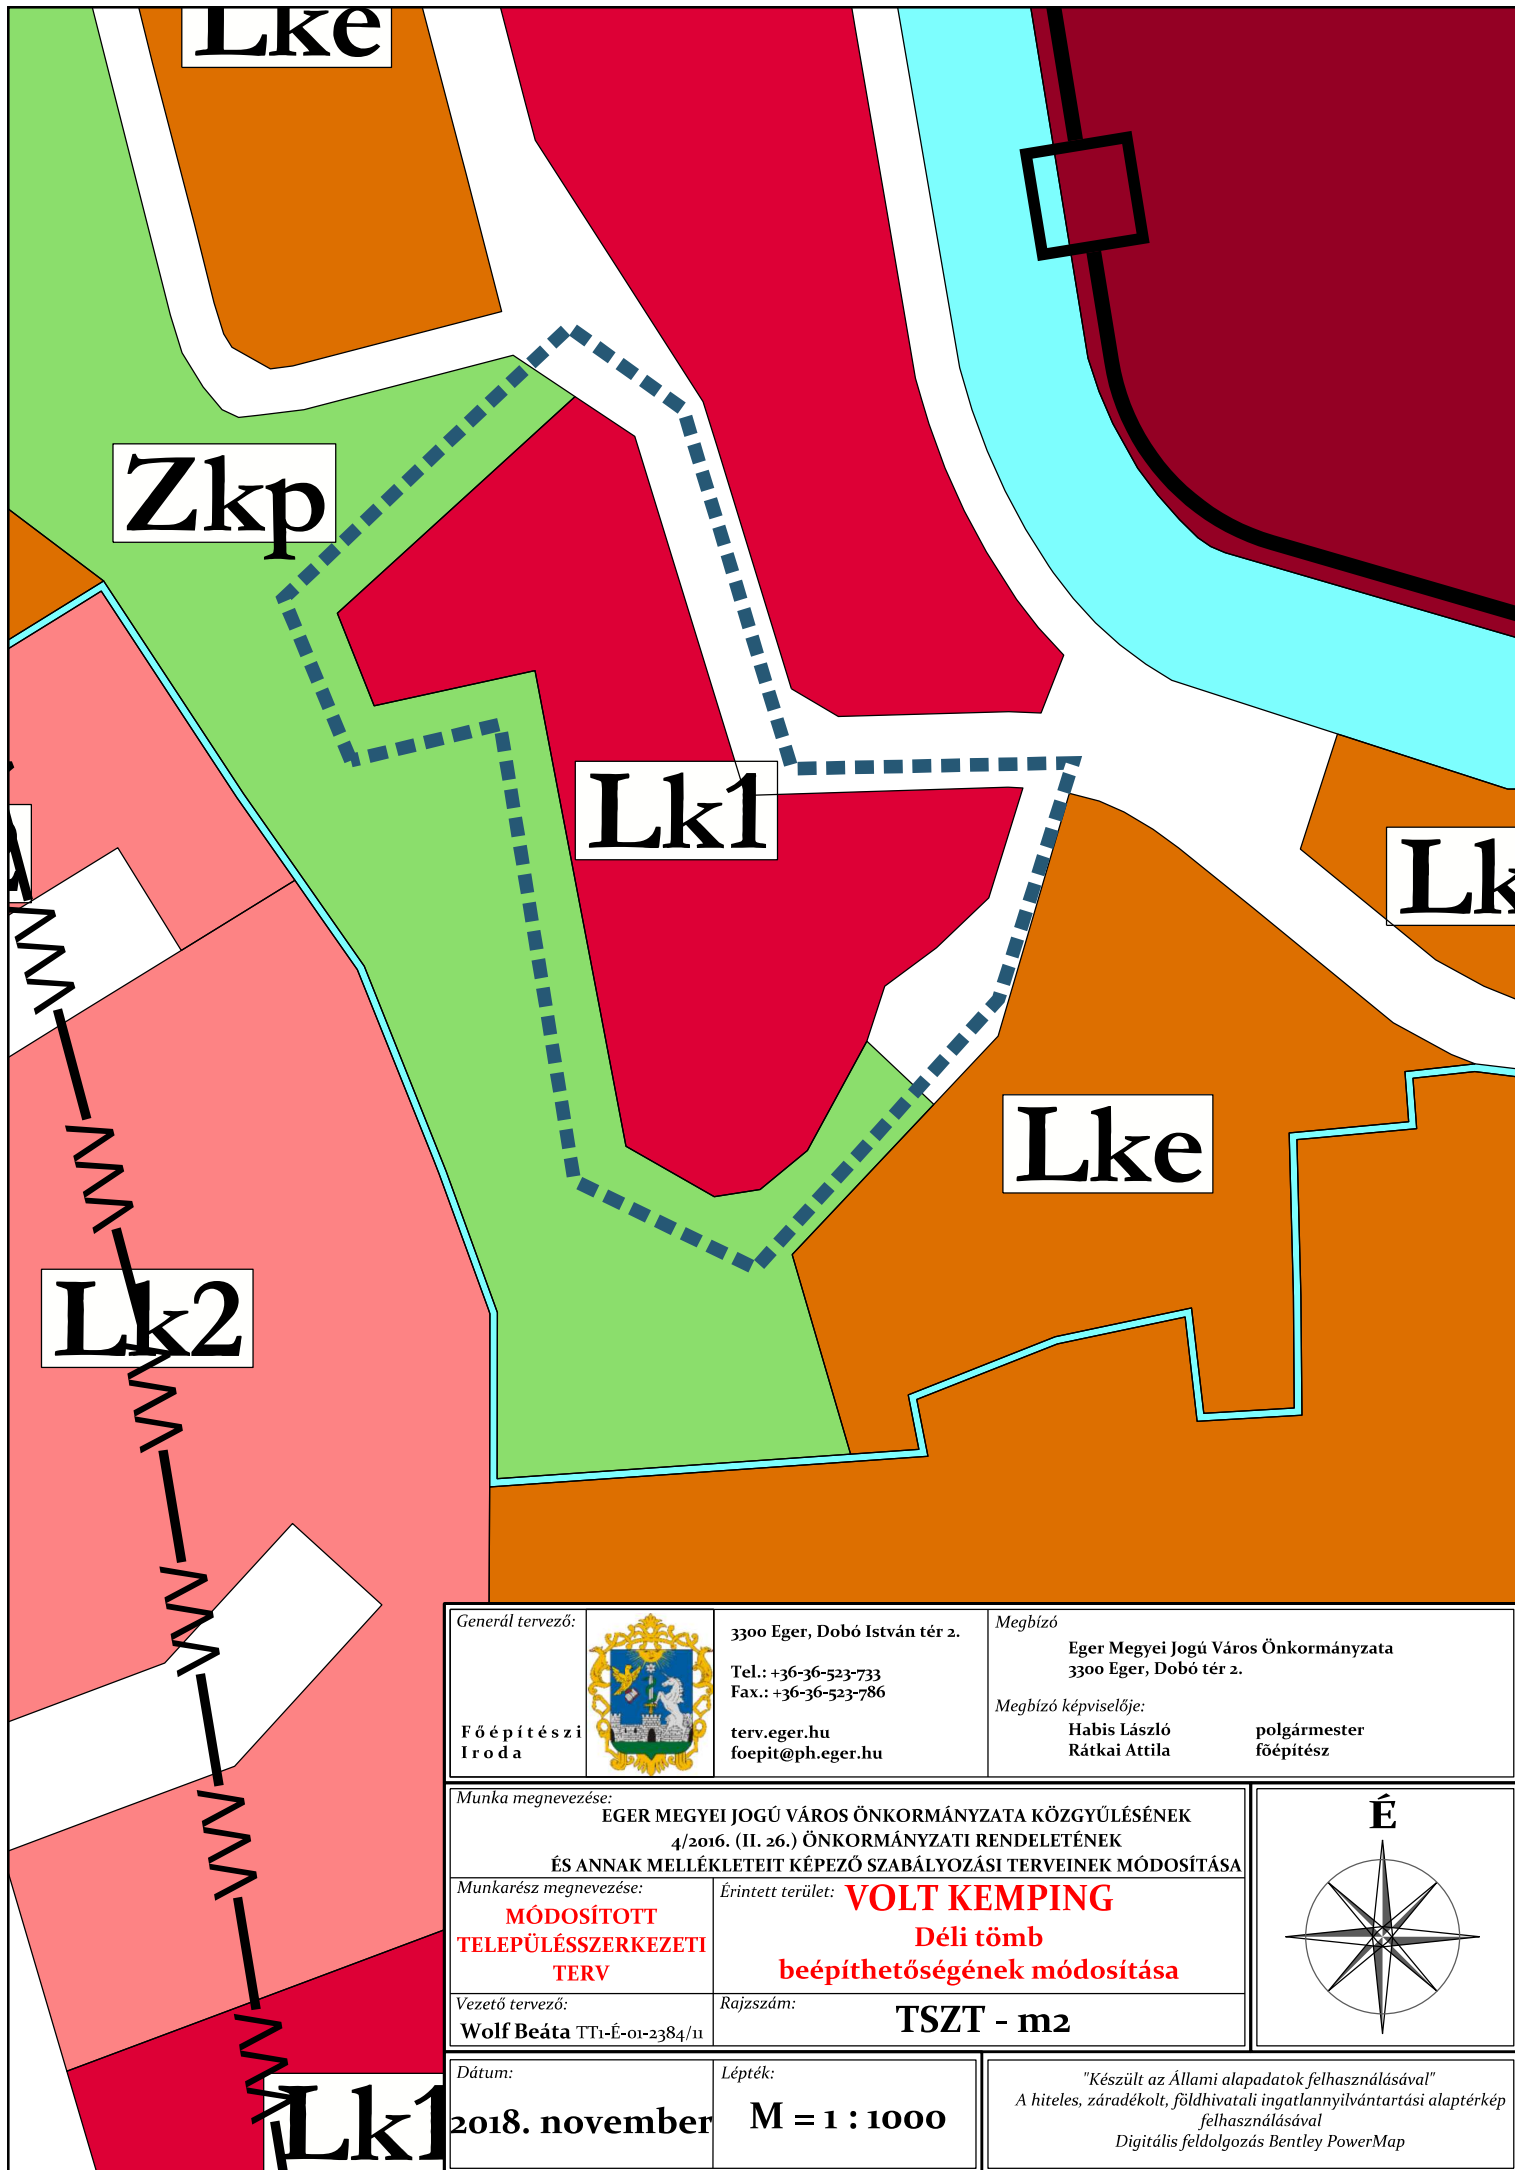 Lke
Zkp
Lk1
Lk
Lke
Lk2
Lk1
Generál tervező:
Főépítészi
Iroda
3300 Eger, Dobó István tér 2.
Tel.: +36-36-523-733
Fax.: +36-36-523-786
terv.eger.hu
foepit@ph.eger.hu
Megbízó
Eger Megyei Jogú Város Önkormányzata
3300 Eger, Dobó tér 2.
Megbízó képviselője:
Habis László polgármester
Rátkai Attila fõépítész
Munka megnevezése:
EGER MEGYEI JOGÚ VÁROS ÖNKORMÁNYZATA KÖZGYŰLÉSÉNEK
4/2016. (II. 26.) ÖNKORMÁNYZATI RENDELETÉNEK
ÉS ANNAK MELLÉKLETEIT KÉPEZŐ SZABÁLYOZÁSI TERVEINEK MÓDOSÍTÁSA
Munkarész megnevezése:
MÓDOSÍTOTT
TELEPÜLÉSSZERKEZETI
TERV
Érintett terület: VOLT KEMPING
Déli tömb
beépíthetőségének módosítása
Vezető tervező:
Wolf Beáta TT1-É-01-2384/11
Rajzszám:
TSZT - m2
É
Dátum:
2018. november
Lépték:
M = 1 : 1000
"Készült az Állami alapadatok felhasználásával"
A hiteles, záradékolt, földhivatali ingatlannyilvántartási alaptérkép
felhasználásával
Digitális feldolgozás Bentley PowerMap